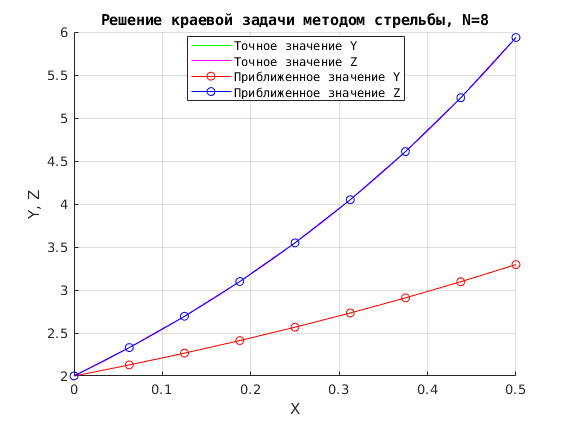 Решение краевой задачи методом стрельбы, N=8
Точное значение Y
Точное значение Z
Приближенное значение Y
Приближенное значение Z
6
5.5
5
4.5
4
3.5
3
2.5
2
Y, Z
0
0.1
0.2
0.3
0.4
0.5
X